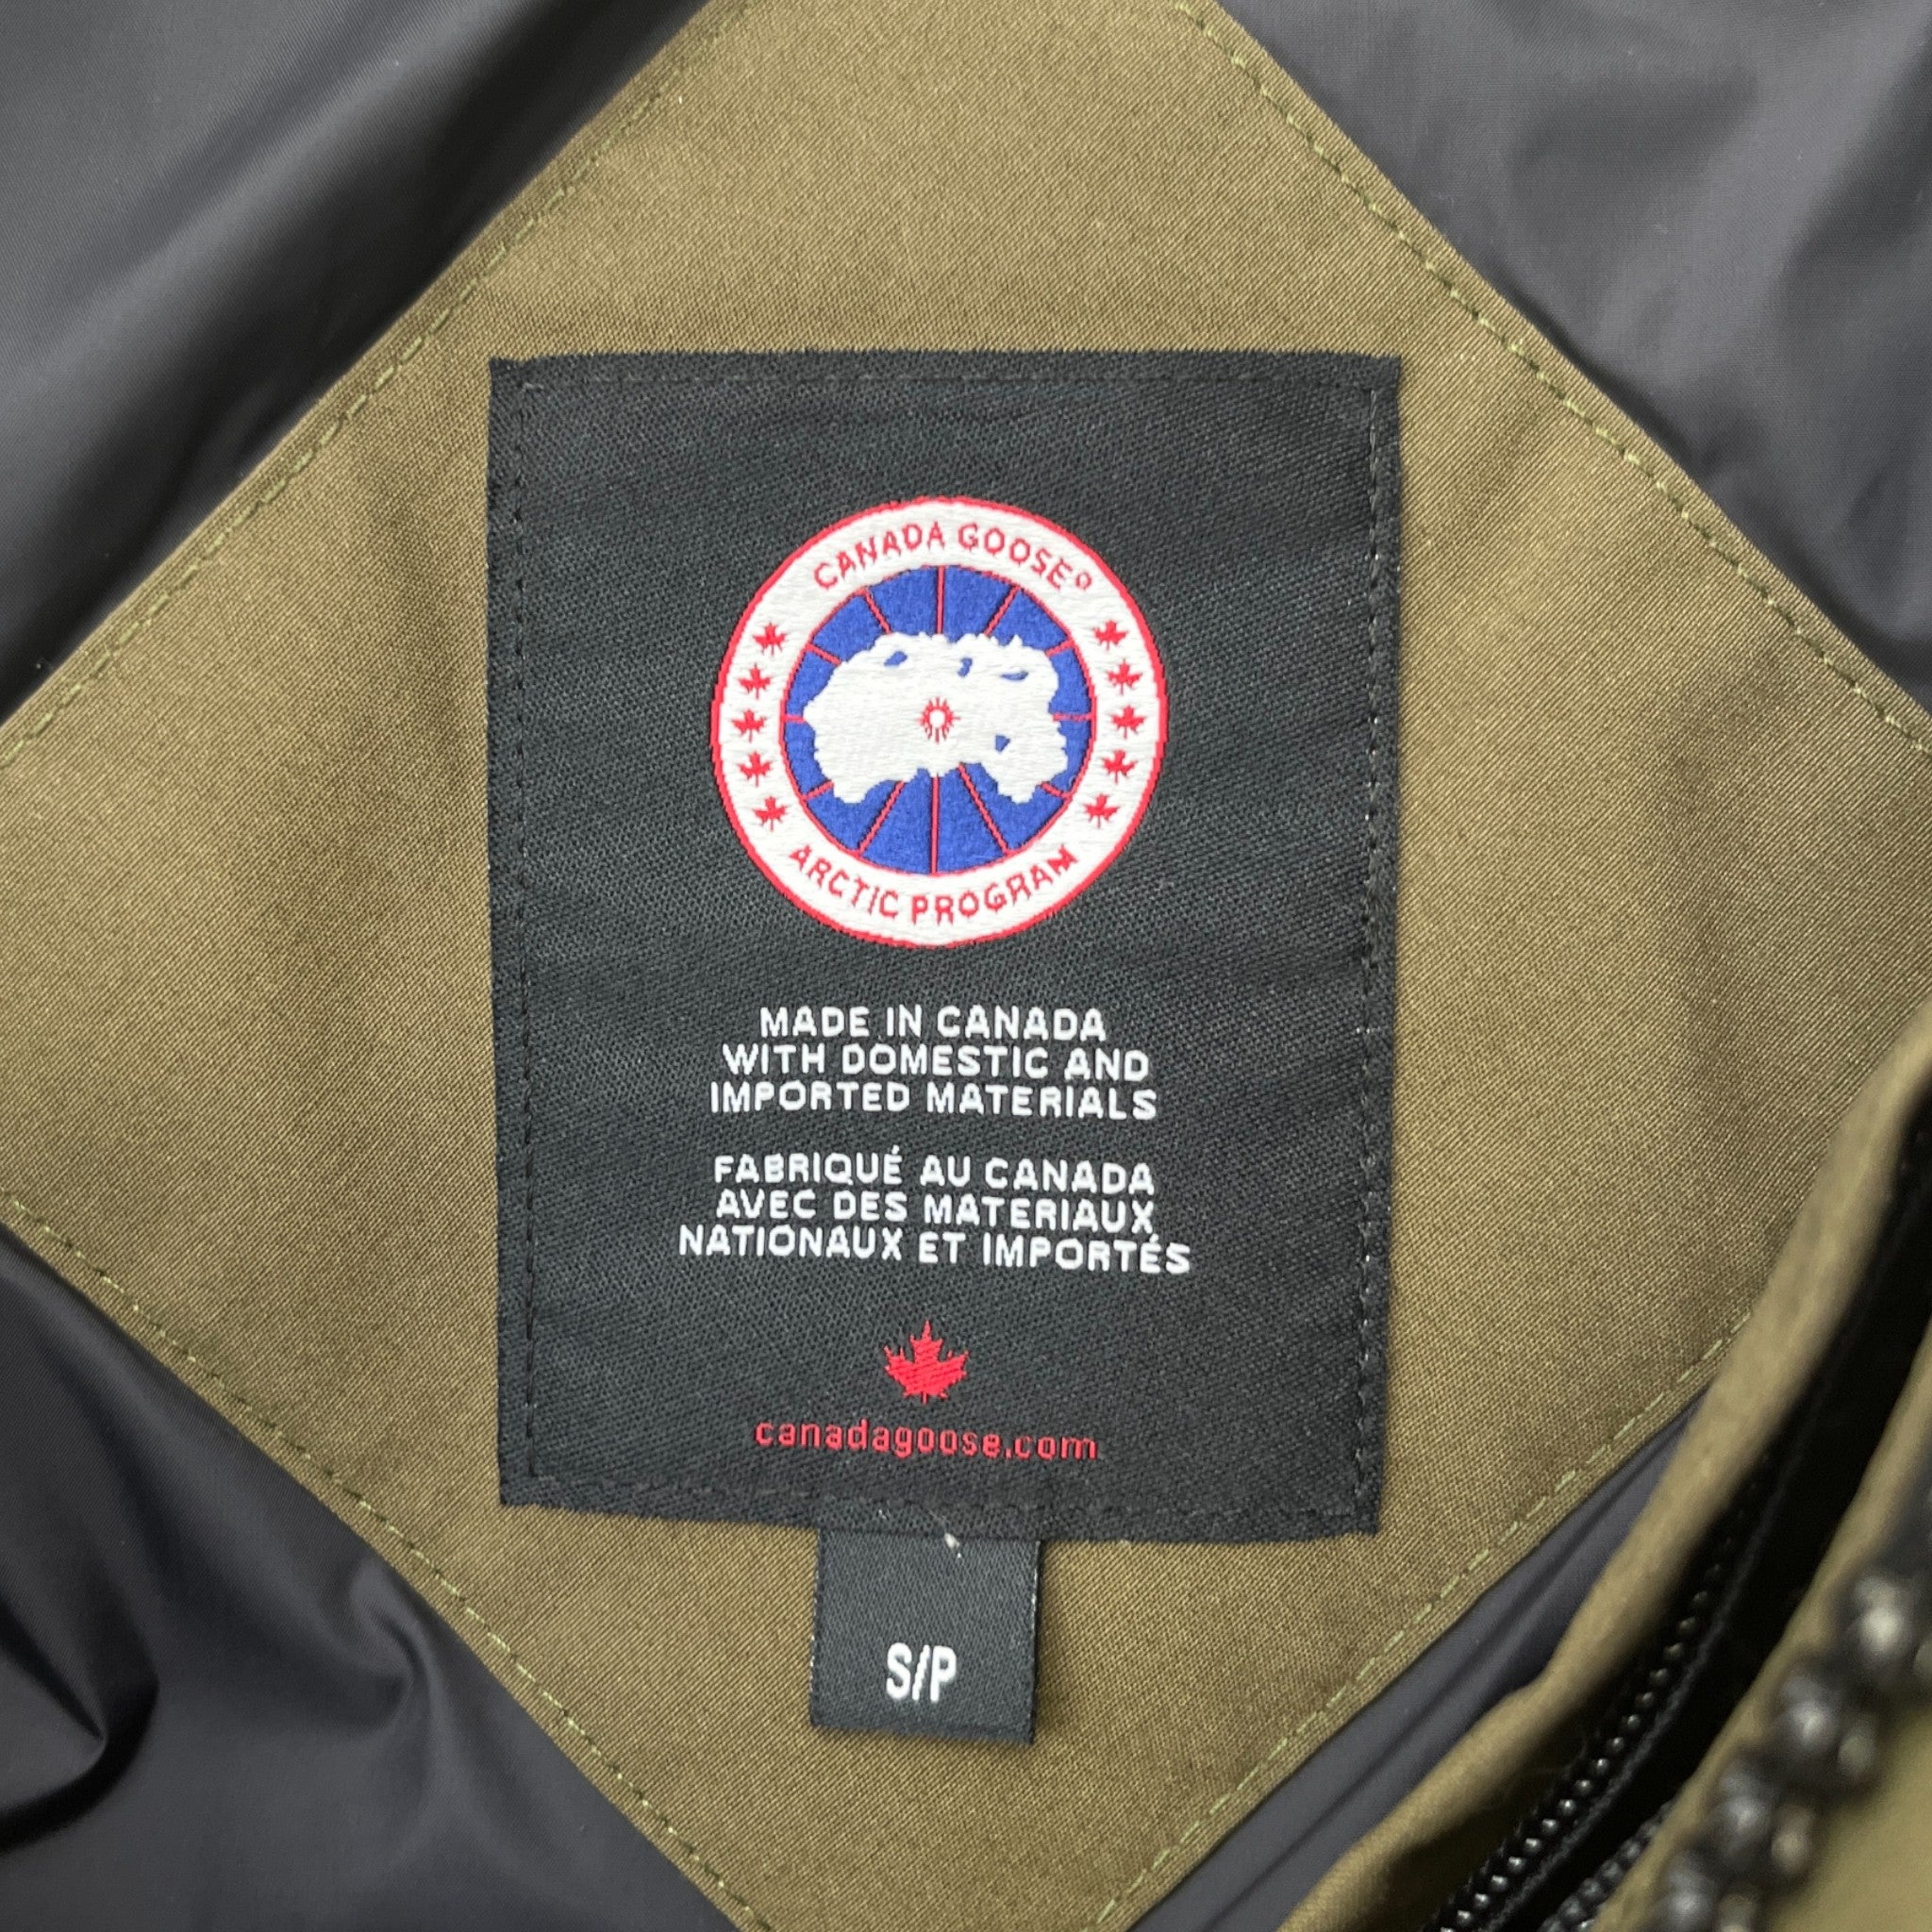 CANADA GOOSE®
ARCTIC PROGRAM
MADE IN CANADA
WITH DOMESTIC AND
IMPORTED MATERIALS
FABRIQUÉ AU CANADA
AVEC DES MATERIAUX
NATIONAUX ET IMPORTÉS
canadagoose.com
S/P